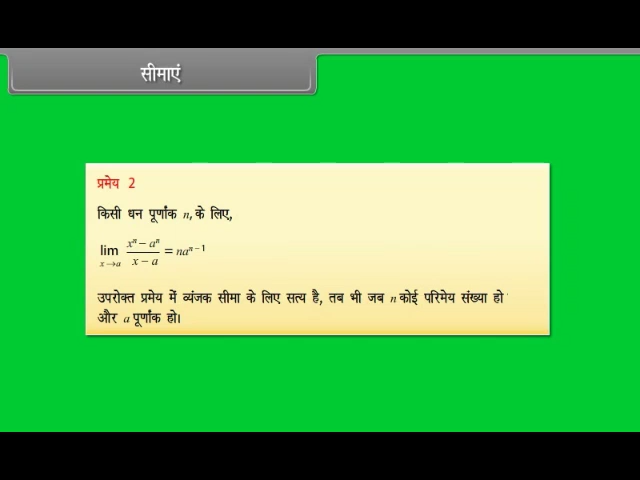 सीमाएं
प्रमेय 2
किसी धन पूर्णांक n, के लिए,
lim x→a (xⁿ − aⁿ)/(x − a) = naⁿ⁻¹
उपरोक्त प्रमेय में व्यंजक सीमा के लिए सत्य है, तब भी जब n कोई परिमेय संख्या हो
और a पूर्णांक हो।